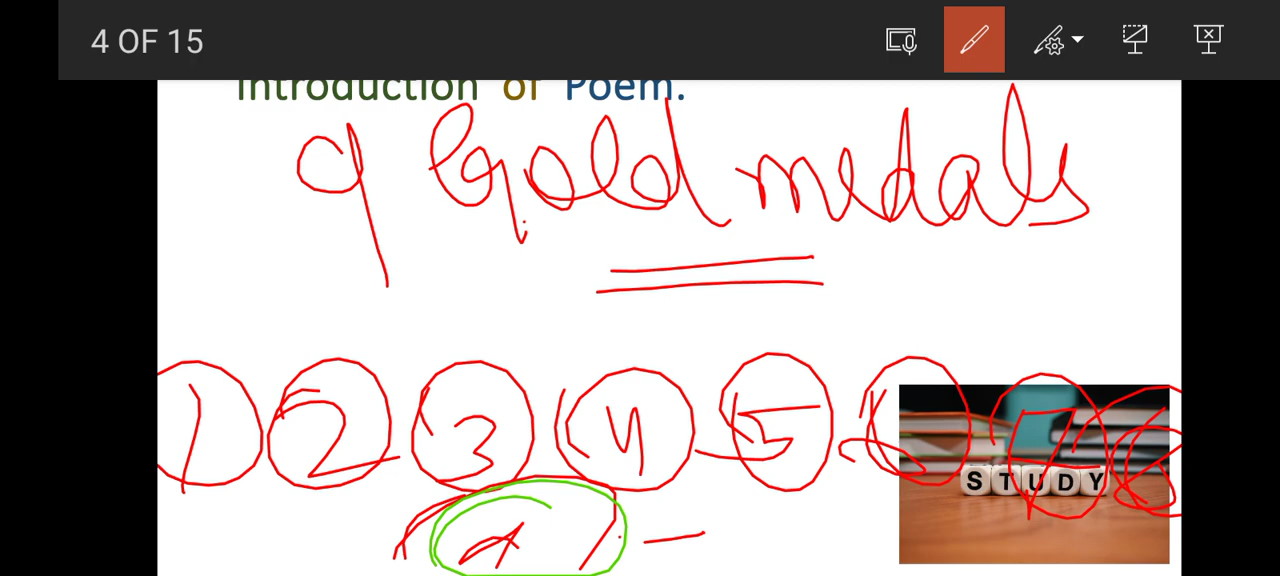 4 OF 15
Introduction of Poem.
9 Gold medals
1 2 3 4 5 6 7 8
STUDY